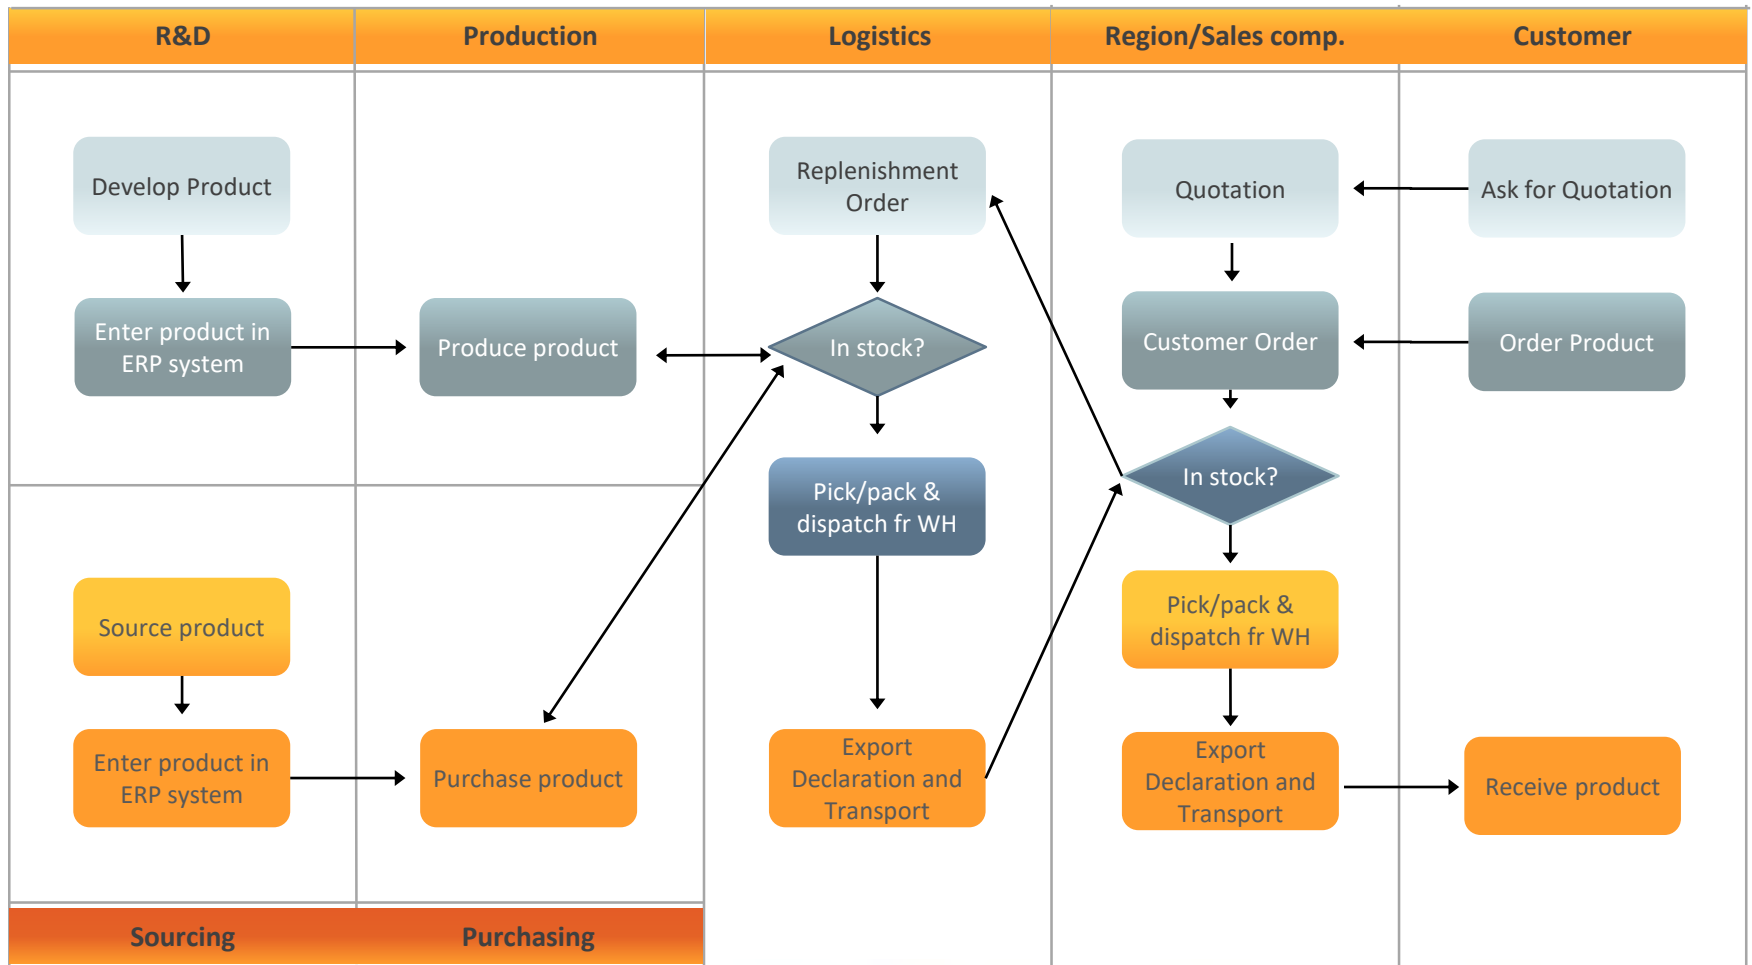 R&D
Production
Logistics
Region/Sales comp.
Customer
Develop Product
Replenishment
Order
Quotation
Ask for Quotation
Enter product in
ERP system
Produce product
In stock?
Customer Order
Order Product
Pick/pack &
dispatch fr WH
In stock?
Source product
Pick/pack &
dispatch fr WH
Enter product in
ERP system
Purchase product
Export
Declaration and
Transport
Export
Declaration and
Transport
Receive product
Sourcing
Purchasing